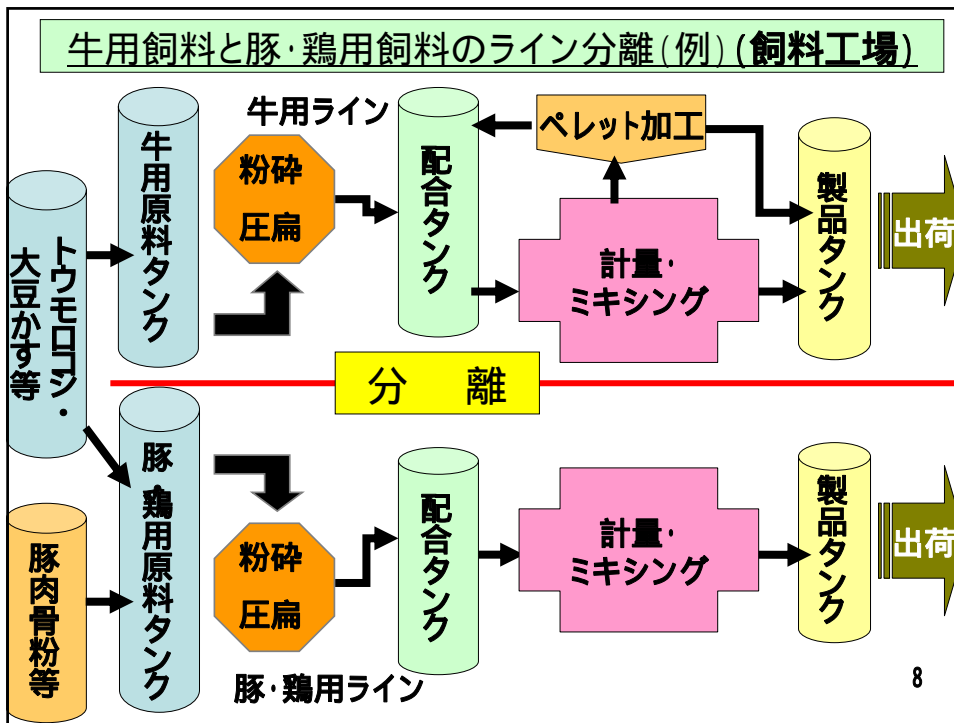 牛用飼料と豚・鶏用飼料のライン分離(例)(飼料工場)
牛用ライン
トウモロコシ・
大豆かす等
牛用原料タンク
粉砕
圧扁
配合タンク
ペレット加工
計量・
ミキシング
製品タンク
出荷
分 離
豚肉骨粉等
豚・鶏用原料タンク
粉砕
圧扁
豚・鶏用ライン
配合タンク
計量・
ミキシング
製品タンク
出荷
8